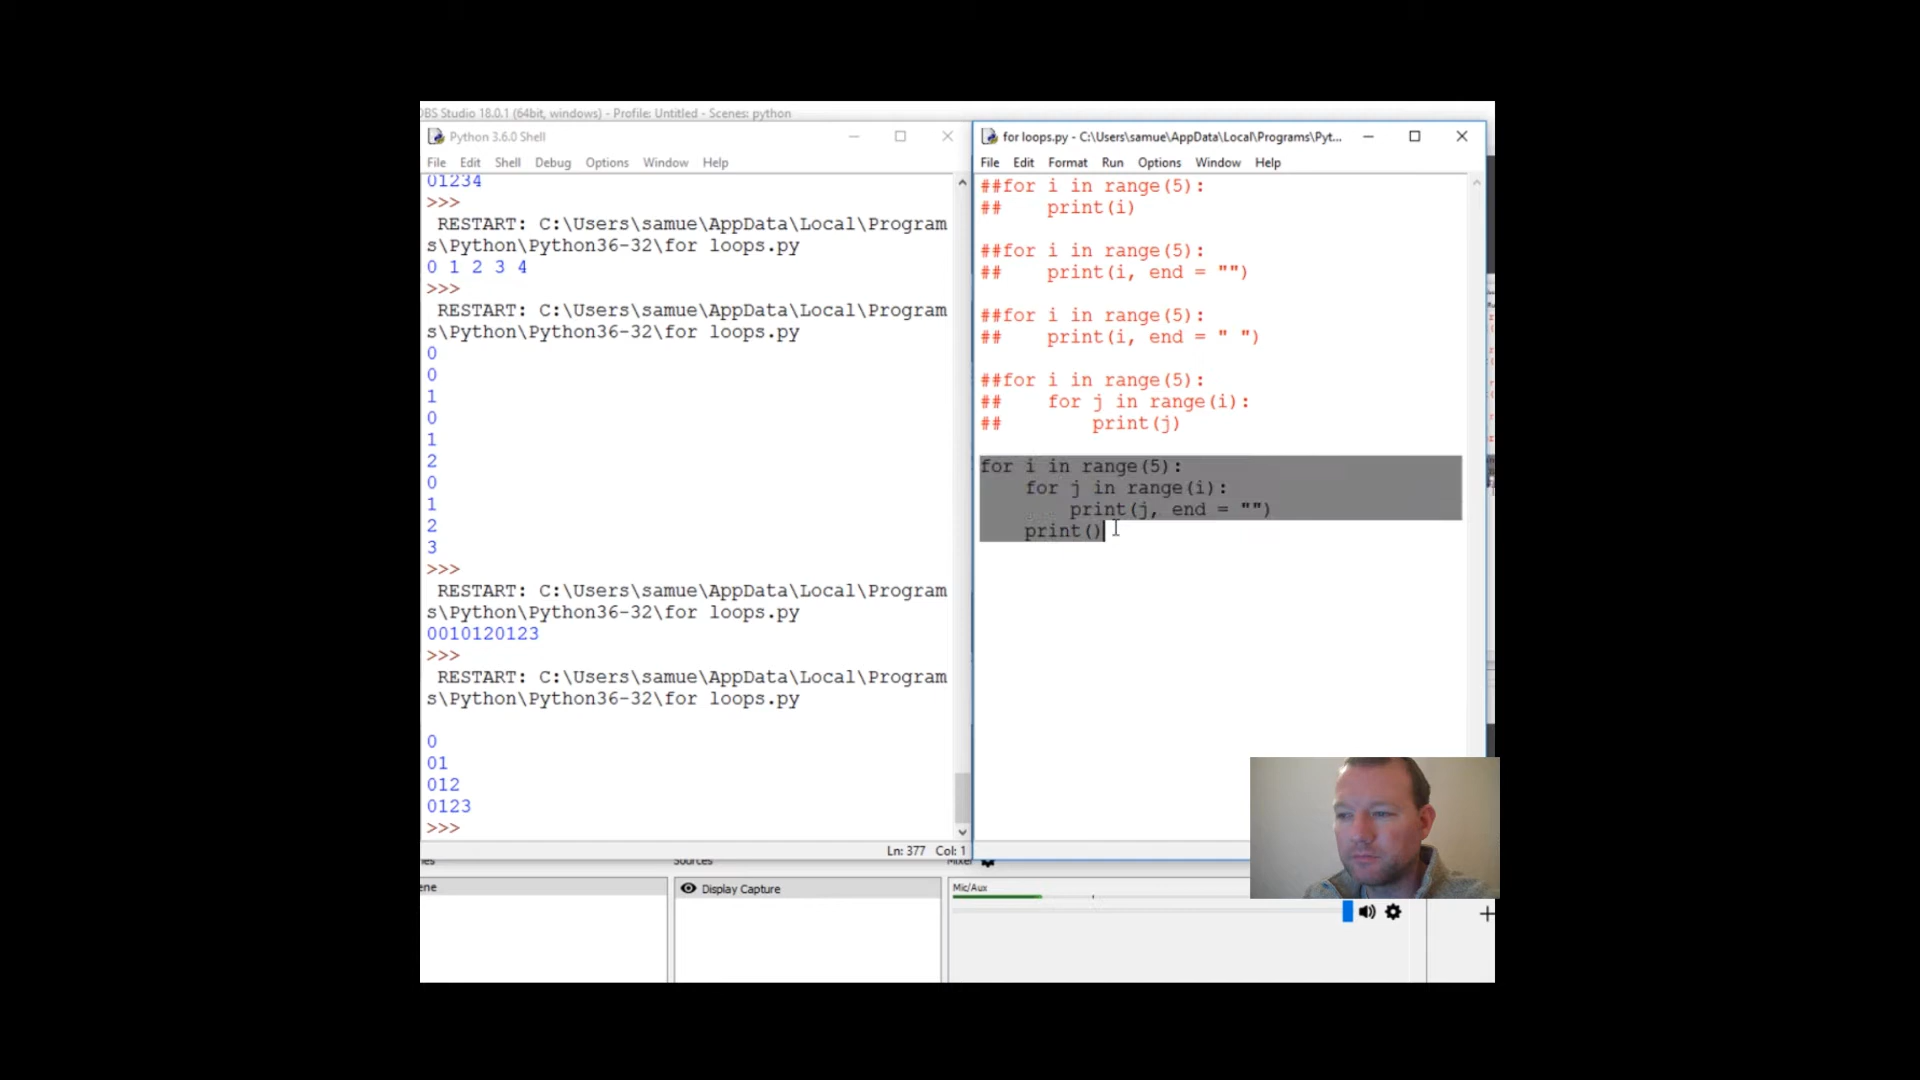 OBS Studio 18.0.1 (64bit, windows) - Profile: Untitled - Scenes: python
Python 3.6.0 Shell
File Edit Shell Debug Options Window Help
01234
>>>
RESTART: C:\Users\samue\AppData\Local\Program
s\Python\Python36-32\for loops.py
0 1 2 3 4
>>>
RESTART: C:\Users\samue\AppData\Local\Program
s\Python\Python36-32\for loops.py
0
0
1
0
1
2
0
1
2
3
>>>
RESTART: C:\Users\samue\AppData\Local\Program
s\Python\Python36-32\for loops.py
0010120123
>>>
RESTART: C:\Users\samue\AppData\Local\Program
s\Python\Python36-32\for loops.py
0
01
012
0123
>>>
Ln: 377 Col: 1
for loops.py - C:\Users\samue\AppData\Local\Programs\Pyt...
File Edit Format Run Options Window Help
##for i in range(5):
##    print(i)
##for i in range(5):
##    print(i, end = "")
##for i in range(5):
##    print(i, end = " ")
##for i in range(5):
##    for j in range(i):
##        print(j)
for i in range(5):
    for j in range(i):
        print(j, end = "")
    print()
Sources
Mixer
ene
Display Capture
Mic/Aux